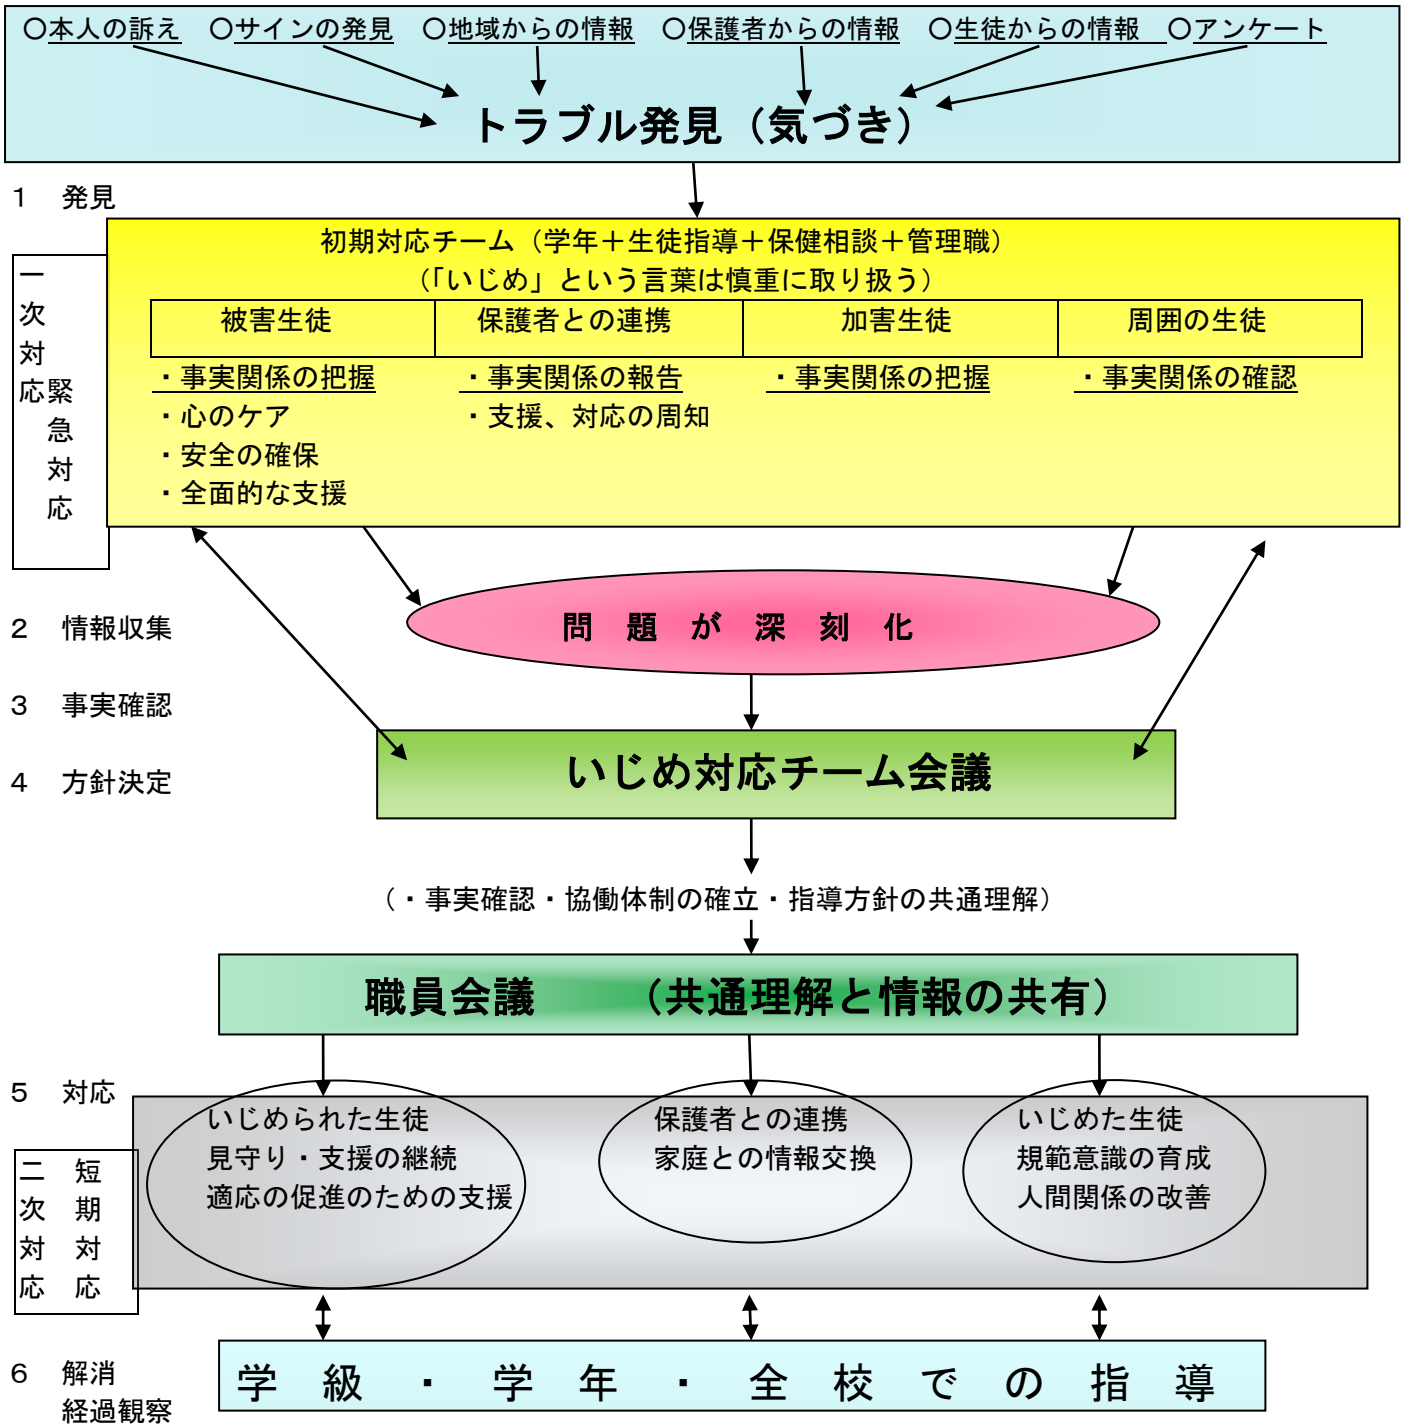 ○本人の訴え　○サインの発見　○地域からの情報　○保護者からの情報　○生徒からの情報　○アンケート
トラブル発見（気づき）
１　発見
初期対応チーム（学年＋生徒指導＋保健相談＋管理職）
（「いじめ」という言葉は慎重に取り扱う）
一次対応
緊急対応
被害生徒　保護者との連携　加害生徒　周囲の生徒
・事実関係の把握　・事実関係の報告　・事実関係の把握　・事実関係の確認
・心のケア　・支援、対応の周知
・安全の確保
・全面的な支援
２　情報収集
問題が深刻化
３　事実確認
４　方針決定
いじめ対応チーム会議
（・事実確認・協働体制の確立・指導方針の共通理解）
職員会議　（共通理解と情報の共有）
５　対応
二次対応
短期対応
いじめられた生徒
見守り・支援の継続
適応の促進のための支援
保護者との連携
家庭との情報交換
いじめた生徒
規範意識の育成
人間関係の改善
６　解消
経過観察
学級・学年・全校での指導